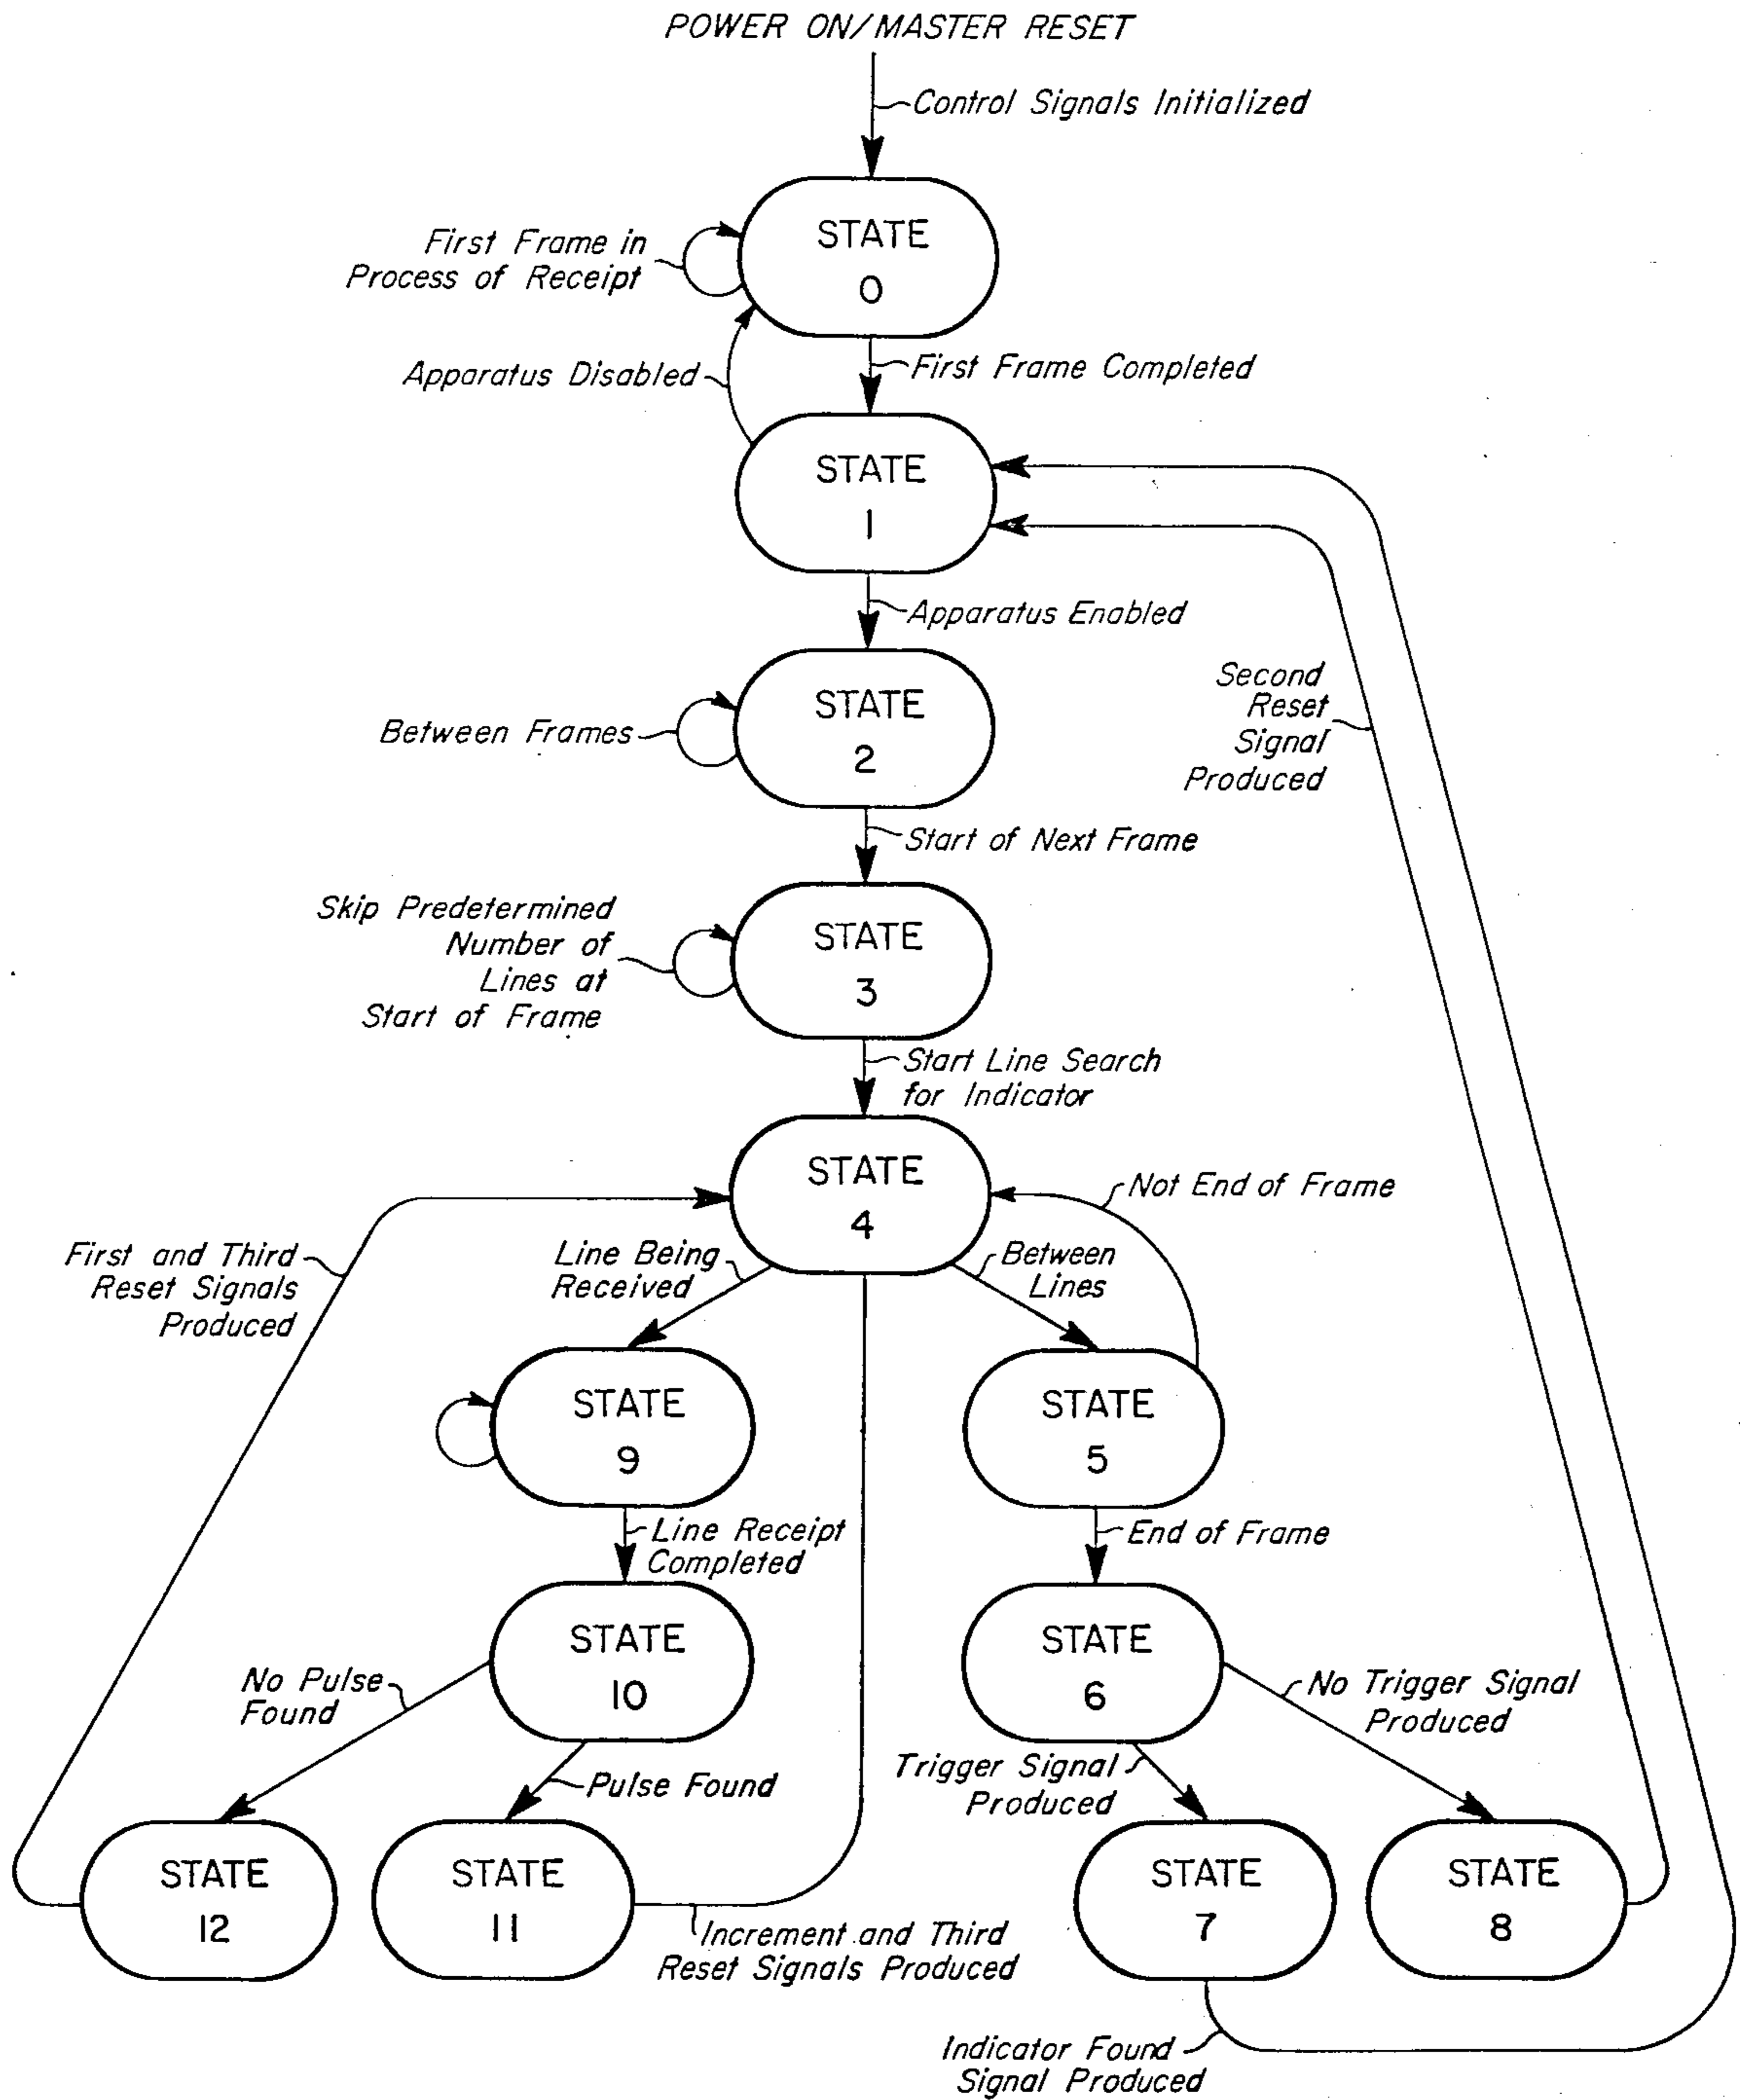 POWER ON/MASTER RESET
Control Signals Initialized
STATE
0
First Frame in
Process of Receipt
Apparatus Disabled
First Frame Completed
STATE
1
Apparatus Enabled
Second
Reset
Signal
Produced
STATE
2
Between Frames
Start of Next Frame
Skip Predetermined
Number of
Lines at
Start of Frame
STATE
3
Start Line Search
for Indicator
STATE
4
Not End of Frame
First and Third
Reset Signals
Produced
Line Being
Received
Between
Lines
STATE
9
STATE
5
Line Receipt
Completed
End of Frame
STATE
10
STATE
6
No Pulse
Found
Pulse Found
No Trigger Signal
Produced
Trigger Signal
Produced
STATE
12
STATE
11
STATE
7
STATE
8
Increment and Third
Reset Signals Produced
Indicator Found
Signal Produced